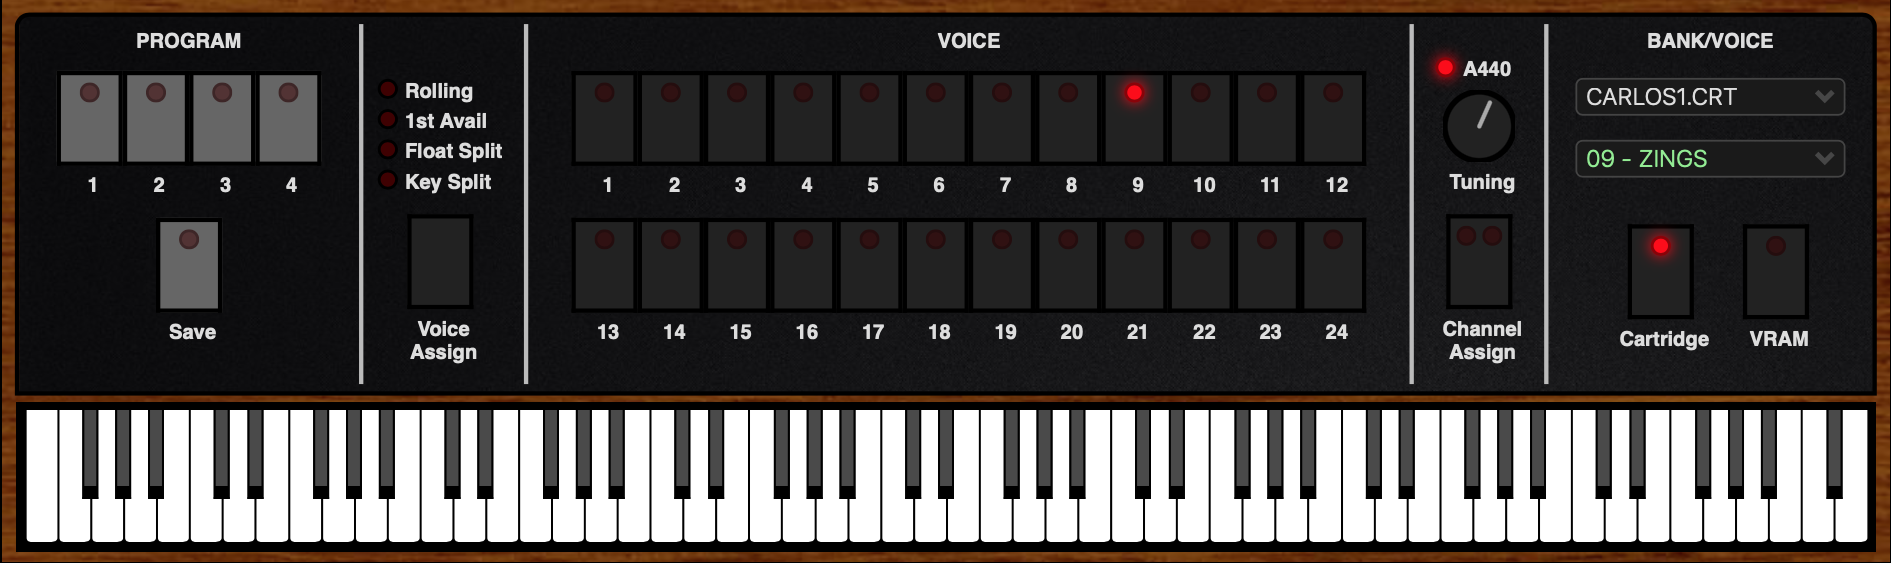 PROGRAM
1 2 3 4
Save
Rolling
1st Avail
Float Split
Key Split
Voice
Assign
VOICE
1 2 3 4 5 6 7 8 9 10 11 12
13 14 15 16 17 18 19 20 21 22 23 24
A440
Tuning
Channel
Assign
BANK/VOICE
CARLOS1.CRT
09 - ZINGS
Cartridge VRAM